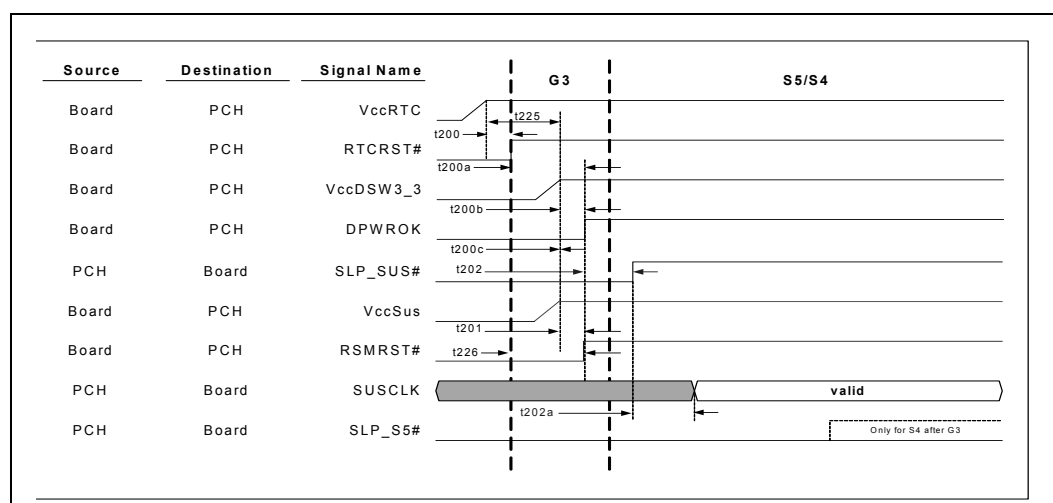 Source Destination Signal Name G3 S5/S4
Board PCH VccRTC
t225
t200
Board PCH RTCRST#
t200a
Board PCH VccDSW3_3
t200b
Board PCH DPWROK
t200c
PCH Board SLP_SUS# t202
Board PCH VccSus
t201
Board PCH RSMRST# t226
PCH Board SUSCLK valid
t202a
PCH Board SLP_S5# Only for S4 after G3